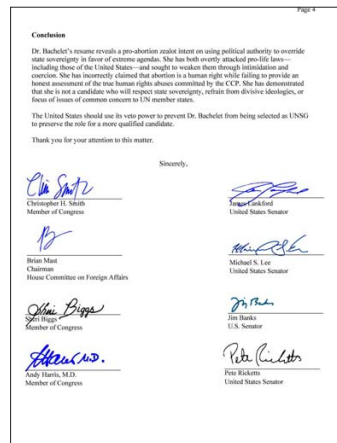 Page 4
Conclusion
Dr. Bachelet's resume reveals a pro-abortion zealot intent on using political authority to override
state sovereignty in favor of extreme agendas. She has both overtly attacked pro-life laws—
including those of the United States—and sought to weaken them through intimidation and
coercion. She has incorrectly claimed that abortion is a human right while failing to provide an
honest assessment of the true human rights abuses committed by the CCP. She has demonstrated
that she is not a candidate who will respect state sovereignty, refrain from divisive ideologies, or
focus of issues of common concern to UN member states.
The United States should use its veto power to prevent Dr. Bachelet from being selected as UNSG
to preserve the role for a more qualified candidate.
Thank you for your attention to this matter.
Sincerely,
Christopher H. Smith
Member of Congress
James Lankford
United States Senator
Brian Mast
Chairman
House Committee on Foreign Affairs
Michael S. Lee
United States Senator
Sheri Biggs
Sheri Biggs
Member of Congress
Jim Banks
Jim Banks
U.S. Senator
Andy Harris, M.D.
Member of Congress
Pete Ricketts
Pete Ricketts
United States Senator